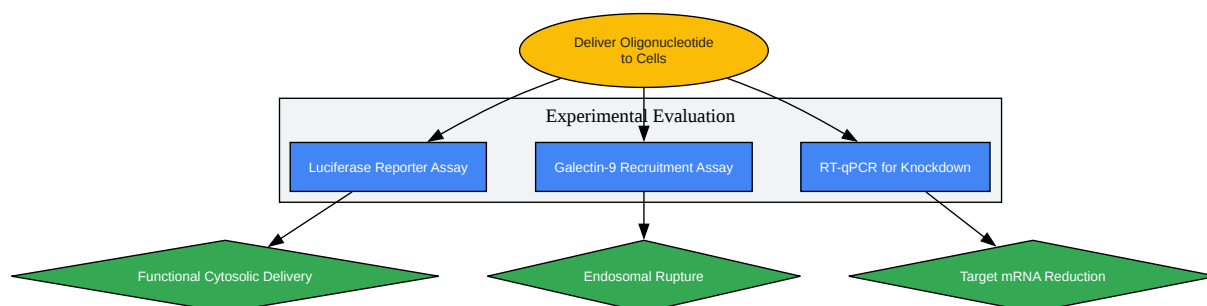 Deliver Oligonucleotide
to Cells
Experimental Evaluation
Luciferase Reporter Assay
Galectin-9 Recruitment Assay
RT-qPCR for Knockdown
Functional Cytosolic Delivery
Endosomal Rupture
Target mRNA Reduction